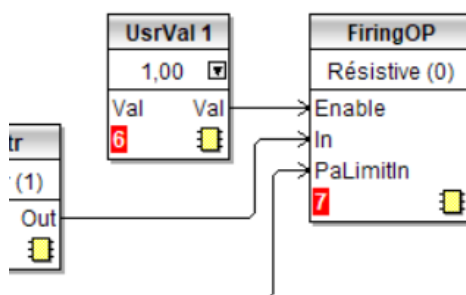 UsrVal 1
1,00
Val Val
6
FiringOP
Résistive (0)
Enable
In
PaLimitIn
7
tr
(1)
Out